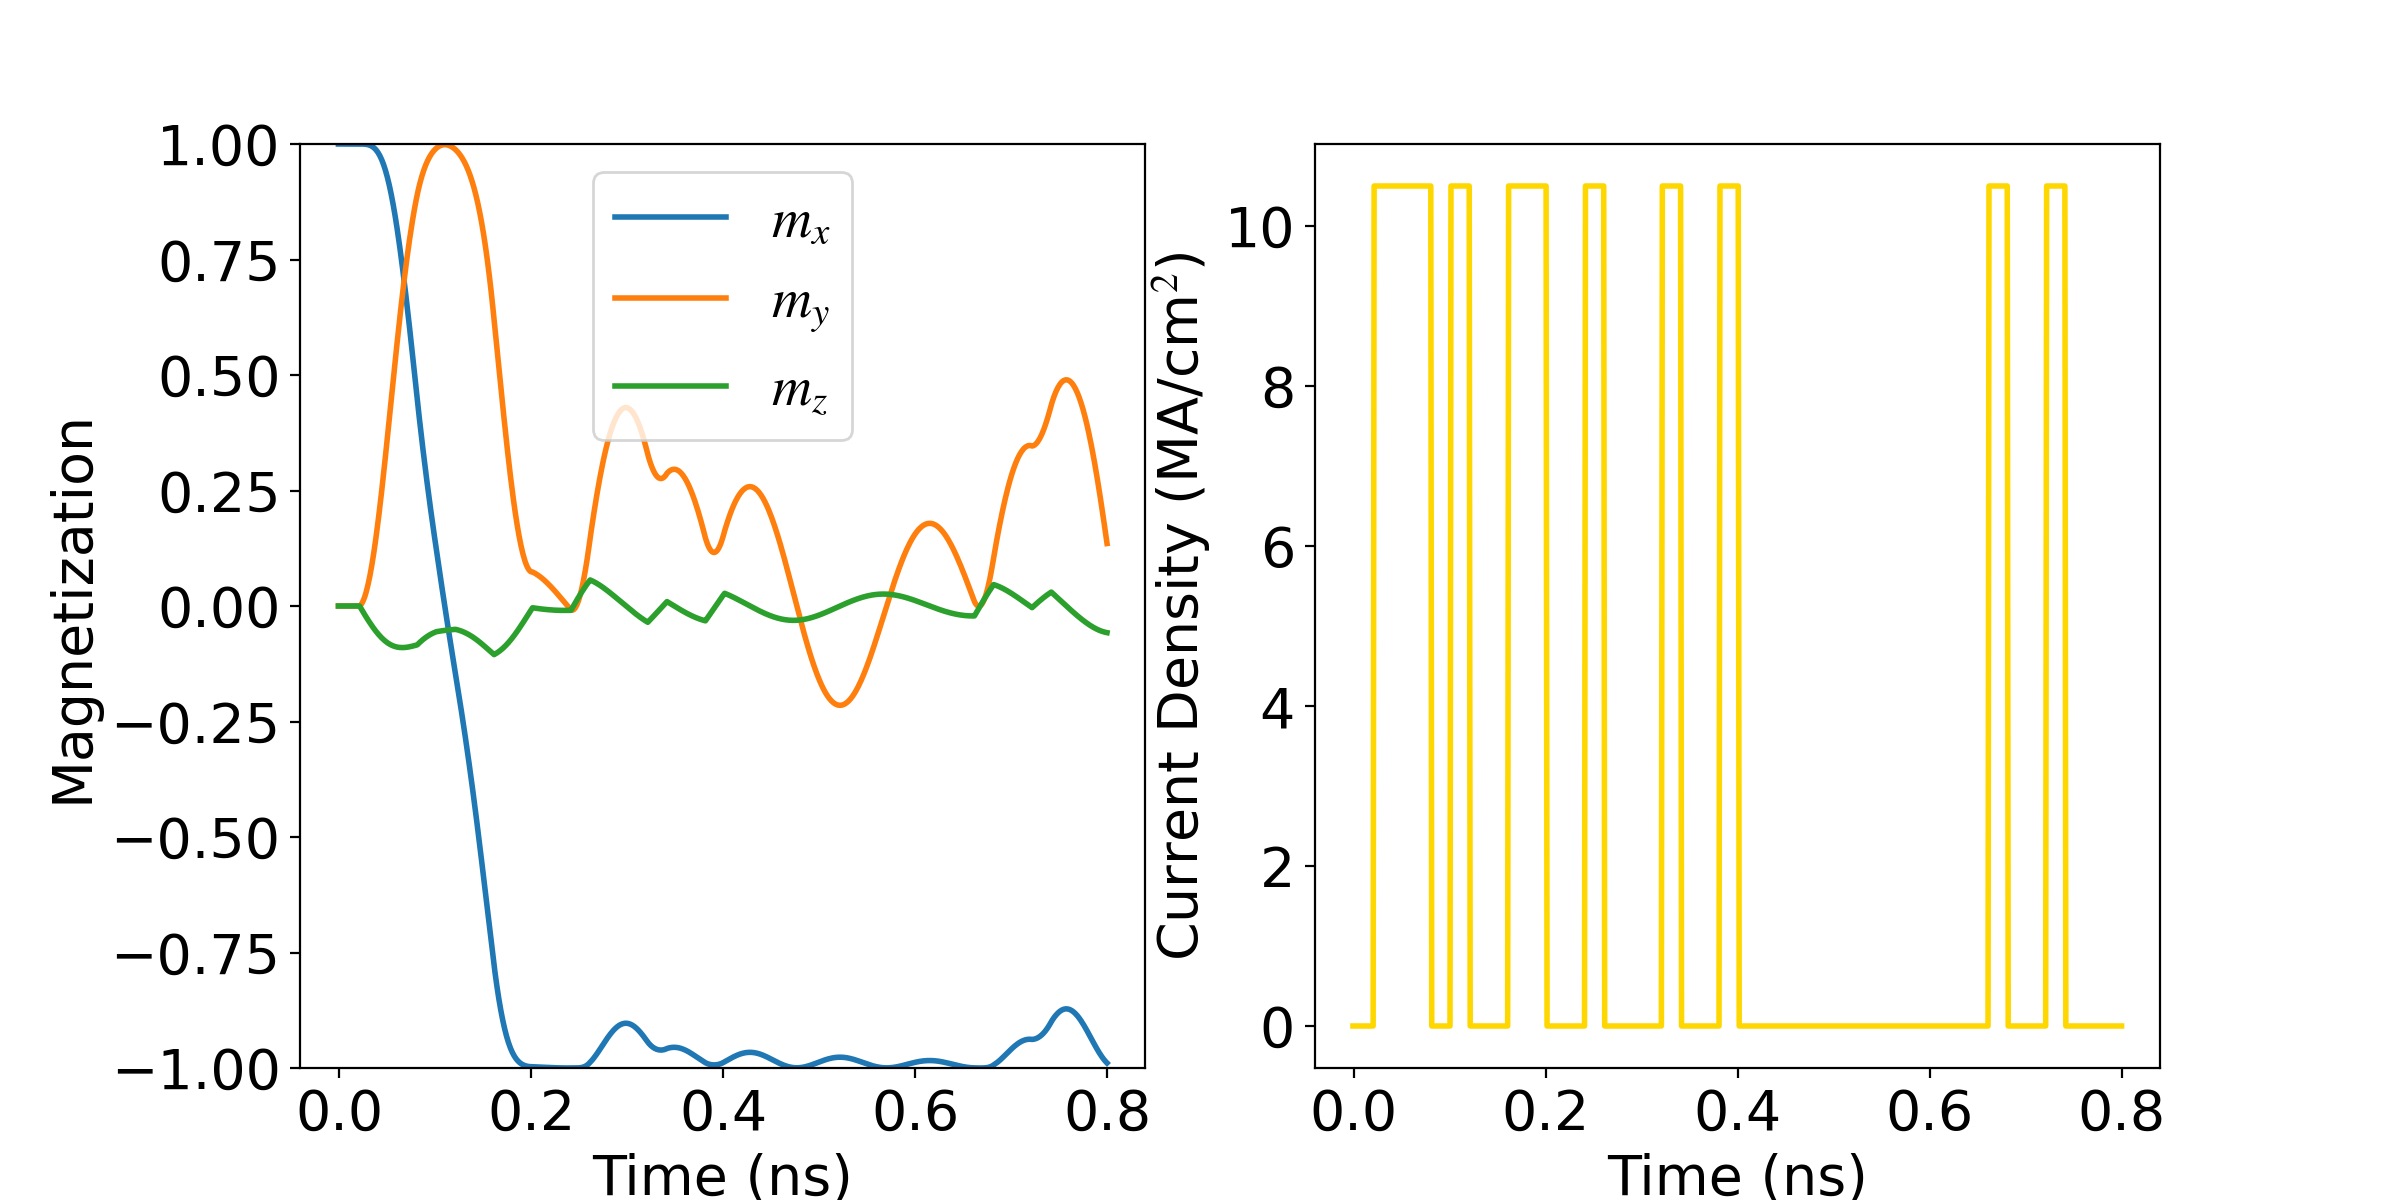 Magnetization
1.00
0.75
0.50
0.25
0.00
−0.25
−0.50
−0.75
−1.00
0.0 0.2 0.4 0.6 0.8
Time (ns)
m_x
m_y
m_z
Current Density (MA/cm²)
10
8
6
4
2
0
0.0 0.2 0.4 0.6 0.8
Time (ns)